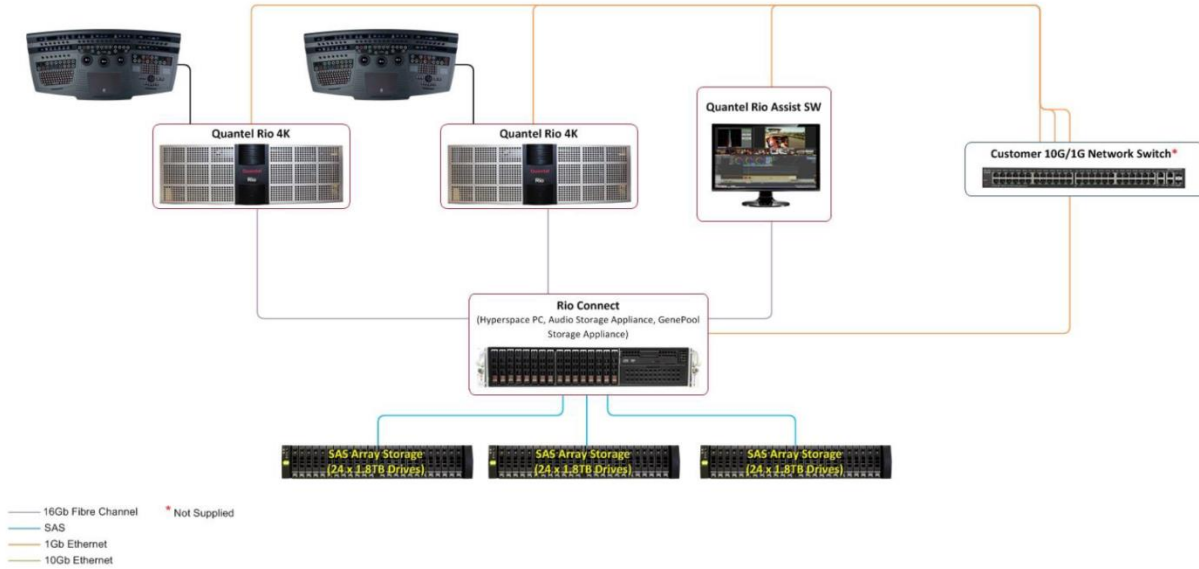 Quantel Rio 4K
Quantel Rio 4K
Quantel Rio Assist SW
Customer 10G/1G Network Switch*
Rio
Rio
Rio Connect
(Hyperspace PC, Audio Storage Appliance, GenePool
Storage Appliance)
SAS Array Storage
(24 x 1.8TB Drives)
SAS Array Storage
(24 x 1.8TB Drives)
SAS Array Storage
(24 x 1.8TB Drives)
16Gb Fibre Channel
* Not Supplied
SAS
1Gb Ethernet
10Gb Ethernet